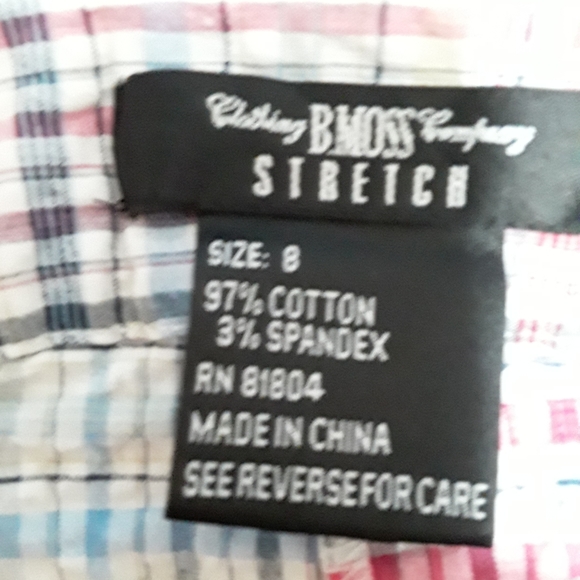 Clothing BMOSS Company
STRETCH
SIZE: 8
97% COTTON
3% SPANDEX
RN 81804
MADE IN CHINA
SEE REVERSE FOR CARE